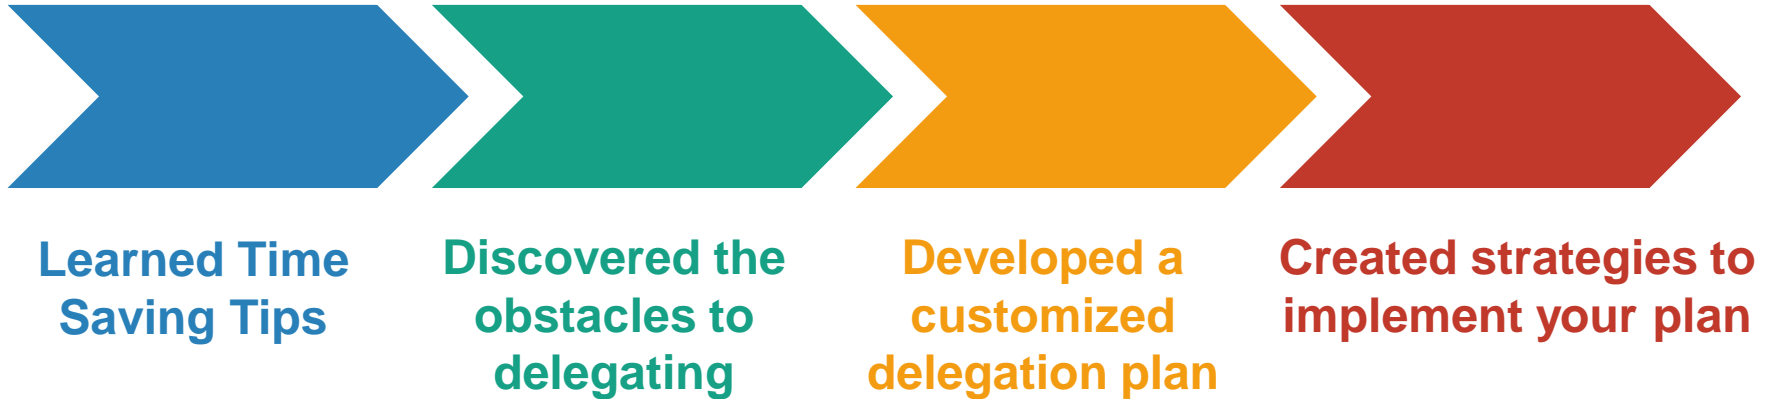 Learned Time
Saving Tips
Discovered the
obstacles to
delegating
Developed a
customized
delegation plan
Created strategies to
implement your plan